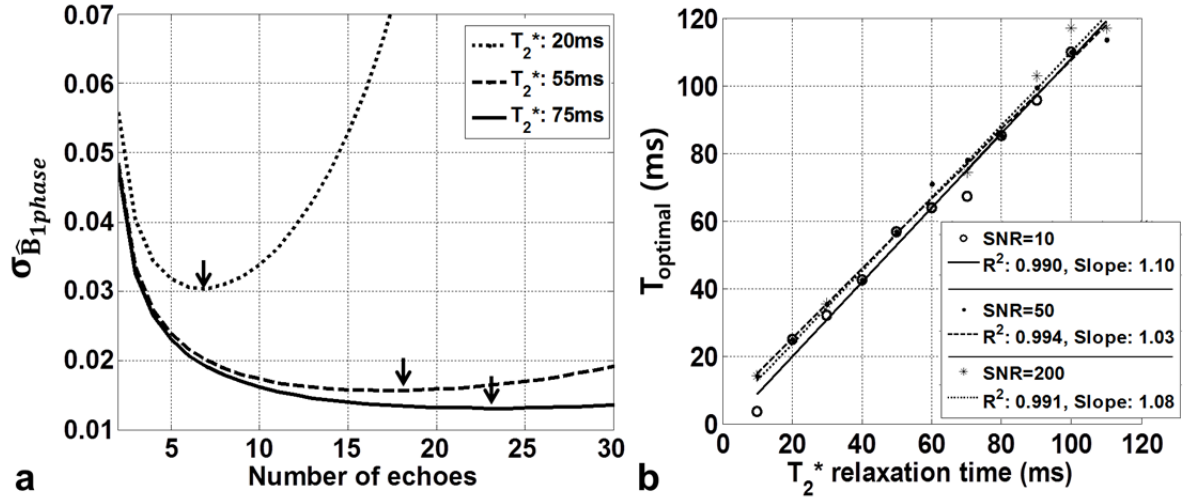 0.07
0.06
0.05
0.04
0.03
0.02
0.01
σ_B̂1phase
T2*: 20ms
T2*: 55ms
T2*: 75ms
5 10 15 20 25 30
Number of echoes
a
120
100
80
60
40
20
0
Toptimal (ms)
SNR=10
R²: 0.990, Slope: 1.10
SNR=50
R²: 0.994, Slope: 1.03
SNR=200
R²: 0.991, Slope: 1.08
0 20 40 60 80 100 120
T2* relaxation time (ms)
b